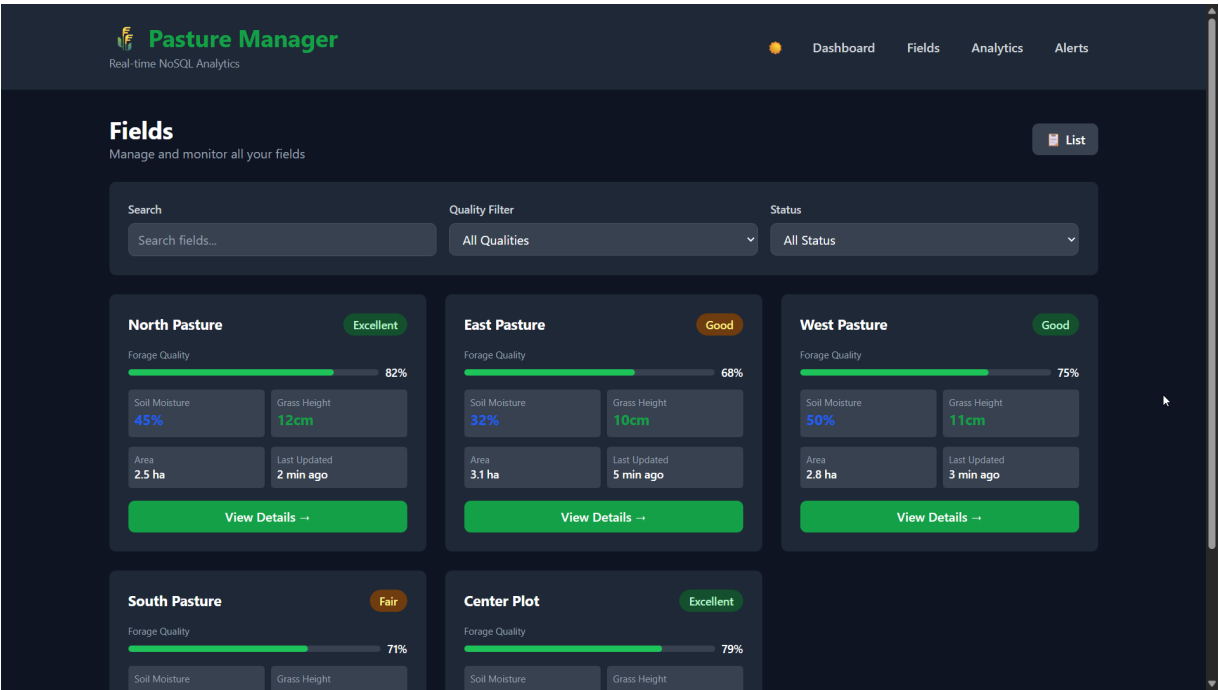 Pasture Manager
Real-time NoSQL Analytics
Dashboard Fields Analytics Alerts
Fields
Manage and monitor all your fields
List
Search Quality Filter Status
Search fields... All Qualities All Status
North Pasture Excellent
Forage Quality
82%
Soil Moisture Grass Height
45% 12cm
Area Last Updated
2.5 ha 2 min ago
View Details →
East Pasture Good
Forage Quality
68%
Soil Moisture Grass Height
32% 10cm
Area Last Updated
3.1 ha 5 min ago
View Details →
West Pasture Good
Forage Quality
75%
Soil Moisture Grass Height
50% 11cm
Area Last Updated
2.8 ha 3 min ago
View Details →
South Pasture Fair
Forage Quality
71%
Soil Moisture Grass Height
Center Plot Excellent
Forage Quality
79%
Soil Moisture Grass Height